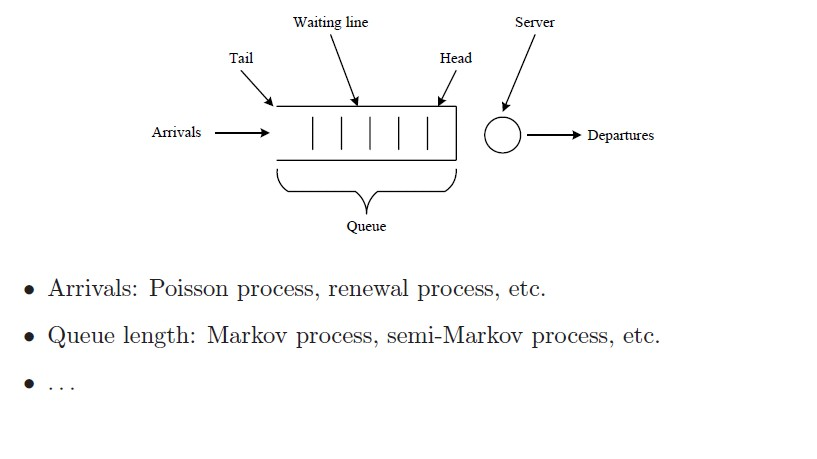 Waiting line
Server
Tail
Head
Arrivals
Departures
Queue
• Arrivals: Poisson process, renewal process, etc.
• Queue length: Markov process, semi-Markov process, etc.
• . . .